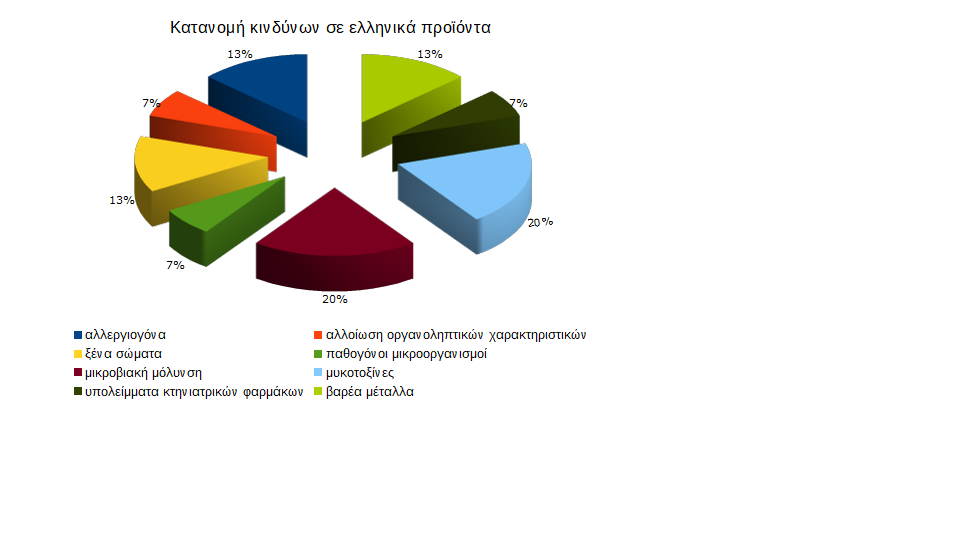 Κατανομή κινδύνων σε ελληνικά προϊόντα
13% 13%
7% 7%
13% 20%
7%
20%
αλλεργιογόνα αλλοίωση οργανοληπτικών χαρακτηριστικών
ξένα σώματα παθογόνοι μικροοργανισμοί
μικροβιακή μόλυνση μυκοτοξίνες
υπολείμματα κτηνιατρικών φαρμάκων βαρέα μέταλλα